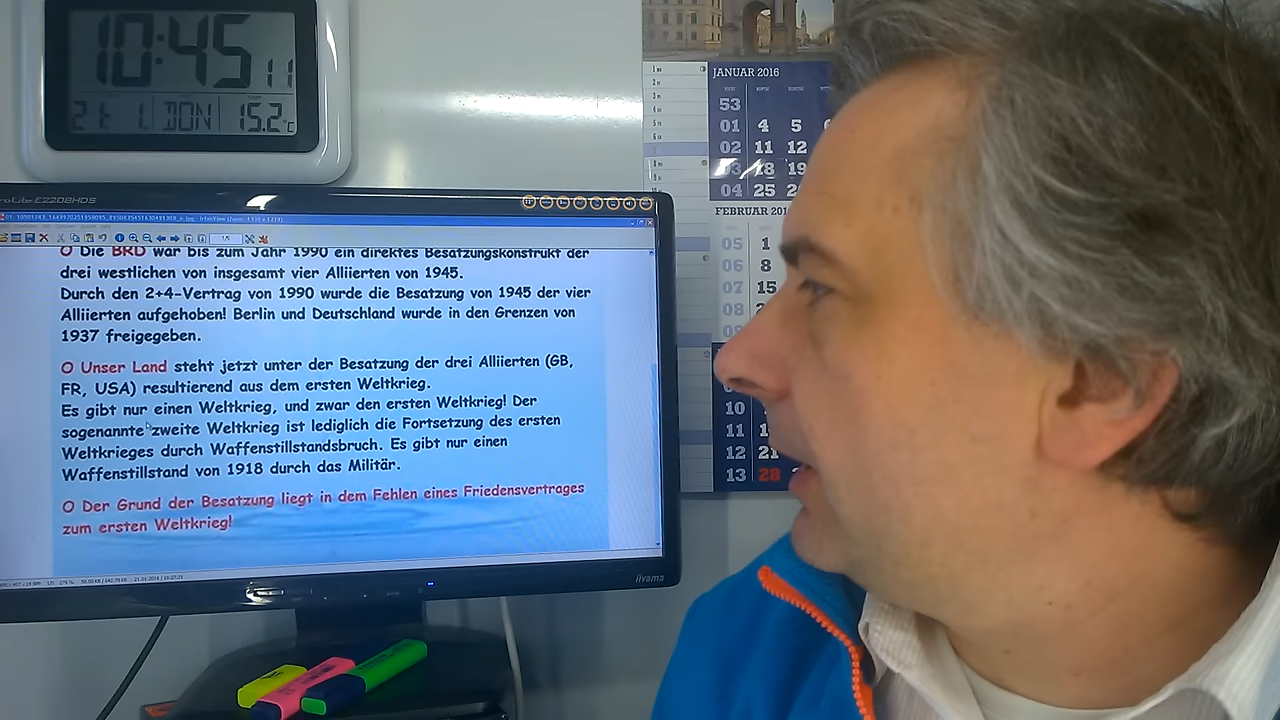 10:45 11
21. 1. DON 15.2°C
ProLite E2208HDS
O Die BRD war bis zum Jahr 1990 ein direktes Besatzungskonstrukt der
drei westlichen von insgesamt vier Alliierten von 1945.
Durch den 2+4-Vertrag von 1990 wurde die Besatzung von 1945 der vier
Alliierten aufgehoben! Berlin und Deutschland wurde in den Grenzen von
1937 freigegeben.
O Unser Land steht jetzt unter der Besatzung der drei Alliierten (GB,
FR, USA) resultierend aus dem ersten Weltkrieg.
Es gibt nur einen Weltkrieg, und zwar den ersten Weltkrieg! Der
sogenannte zweite Weltkrieg ist lediglich die Fortsetzung des ersten
Weltkrieges durch Waffenstillstandsbruch. Es gibt nur einen
Waffenstillstand von 1918 durch das Militär.
O Der Grund der Besatzung liegt in dem Fehlen eines Friedensvertrages
zum ersten Weltkrieg!
iiyama
JANUAR 2016
53
01 4 5
02 11 12
03 18 19
04 25
FEBRUAR
05 1
06 8
07 15
08
10
11
12 21
13 28